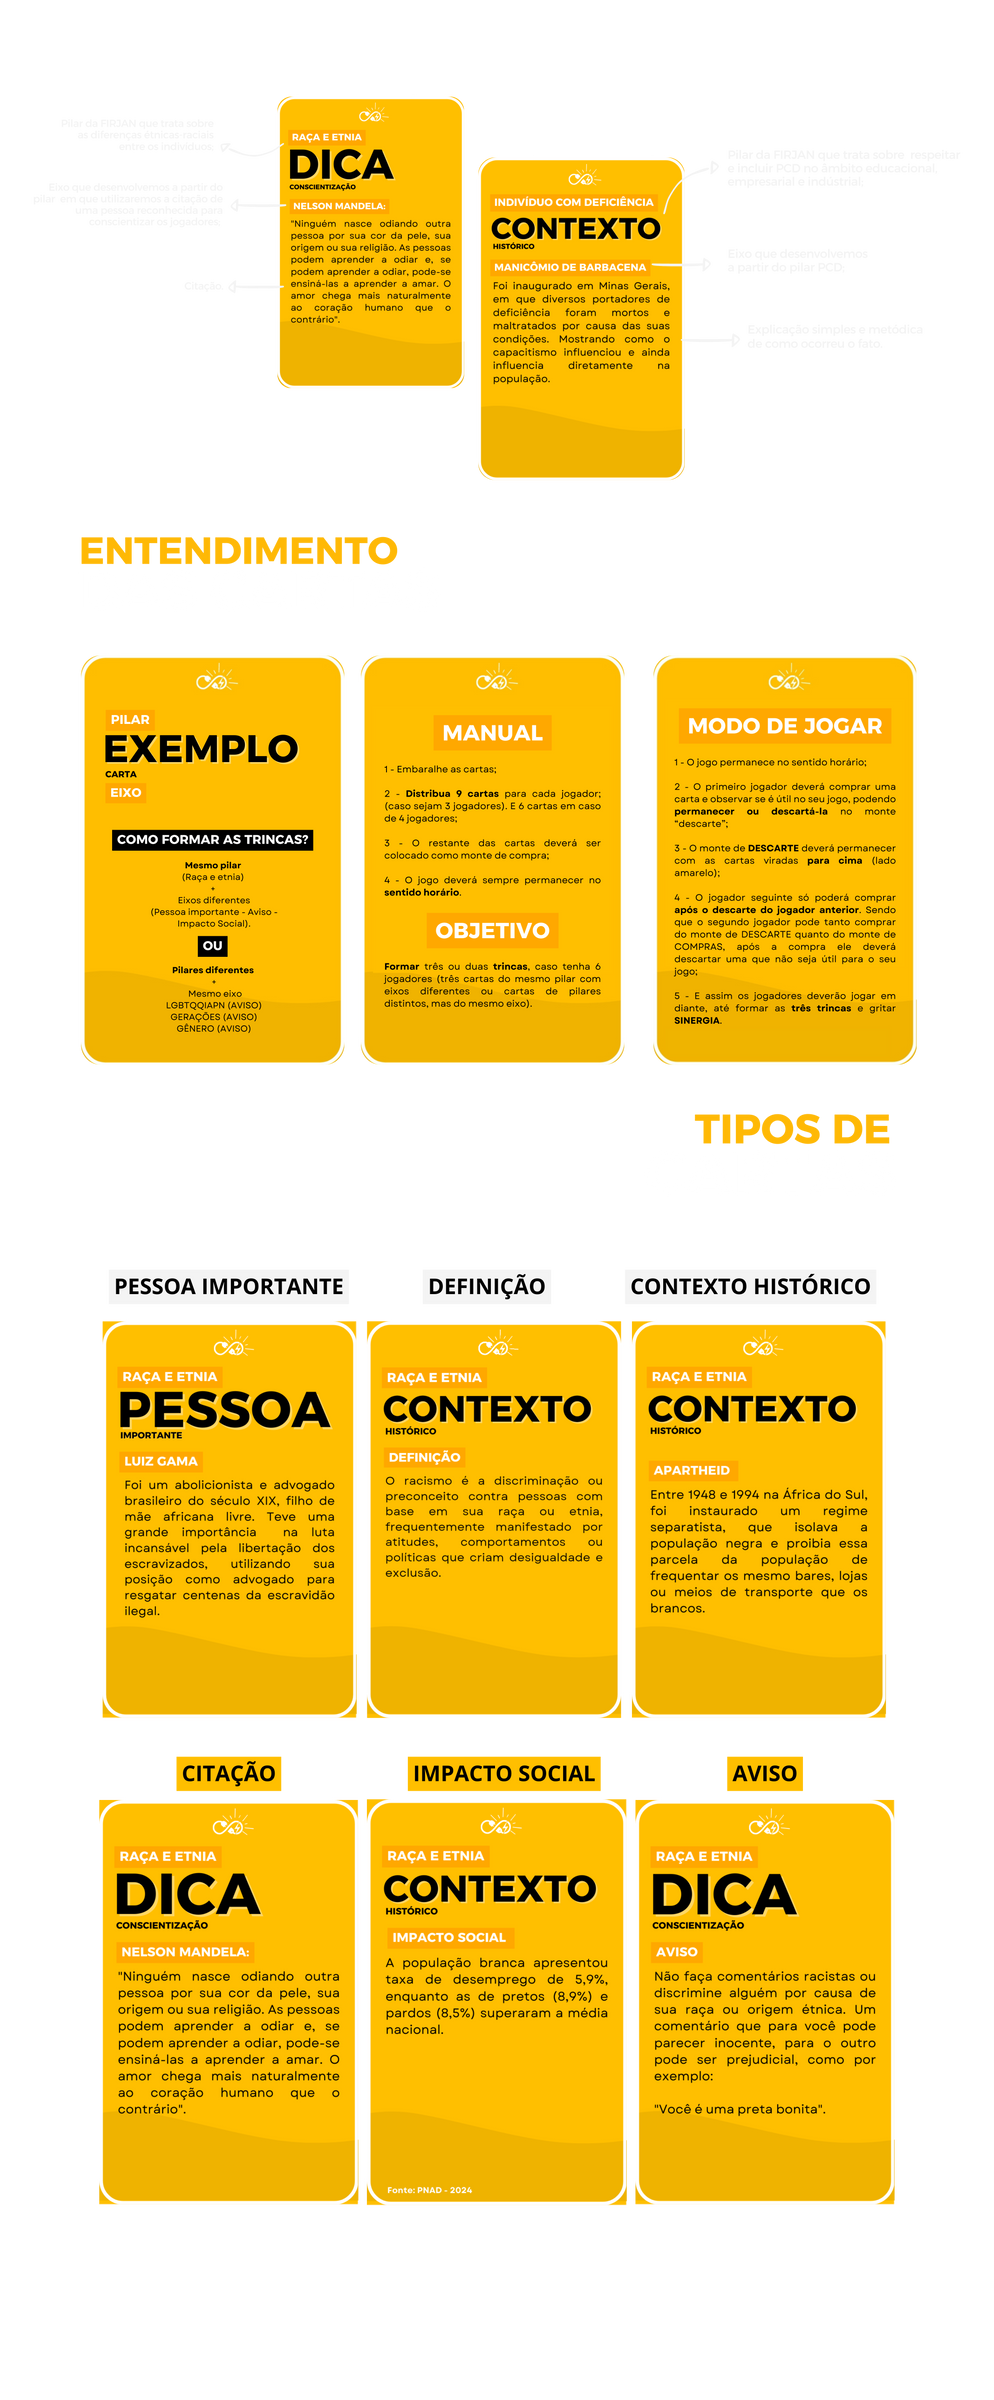 Pilar da FIRJAN que trata sobre
as diferenças étnicas-raciais
entre os indivíduos.
Eixo que desenvolvemos a partir do
pilar em que utilizaremos a citação de
uma pessoa reconhecida para
conscientizar os jogadores.
Citação
RAÇA E ETNIA
DICA
CONSCIENTIZAÇÃO
NELSON MANDELA:
"Ninguém nasce odiando outra
pessoa por sua cor da pele, sua
origem ou sua religião. As pessoas
podem aprender a odiar e, se
podem aprender a odiar, pode-se
ensiná-las a aprender a amar. O
amor chega mais naturalmente
ao coração humano que o
contrário".
INDIVÍDUO COM DEFICIÊNCIA
CONTEXTO
HISTÓRICO
MANICÔMIO DE BARBACENA
Foi inaugurado em Minas Gerais,
em que diversos portadores de
deficiência foram mortos e
maltratados por causa das suas
condições. Mostrando como o
capacitismo influenciou e ainda
influencia diretamente na
população.
Pilar da FIRJAN que trata sobre respeitar
e incluir PCD no âmbito educacional,
empresarial e industrial;
Eixo que desenvolvemos
a partir do pilar PCD;
Explicação simples e metódica
de como ocorreu o fato.
ENTENDIMENTO
PILAR
EXEMPLO
CARTA
EIXO
COMO FORMAR AS TRINCAS?
Mesmo pilar
(Raça e etnia)
+
Eixos diferentes
(Pessoa importante - Aviso -
Impacto Social).
OU
Pilares diferentes
+
Mesmo eixo
LGBTQQIAPN (AVISO)
GERAÇÕES (AVISO)
GÊNERO (AVISO)
MANUAL
1 - Embaralhe as cartas;
2 - Distribua 9 cartas para cada jogador;
(caso sejam 3 jogadores). E 6 cartas em caso
de 4 jogadores;
3 - O restante das cartas deverá ser
colocado como monte de compra;
4 - O jogo deverá sempre permanecer no
sentido horário.
OBJETIVO
Formar três ou duas trincas, caso tenha 6
jogadores (três cartas do mesmo pilar com
eixos diferentes ou cartas de pilares
distintos, mas do mesmo eixo).
MODO DE JOGAR
1 - O jogo permanece no sentido horário;
2 - O primeiro jogador deverá comprar uma
carta e observar se é útil no seu jogo, podendo
permanecer ou descartá-la no monte
"descarte";
3 - O monte de DESCARTE deverá permanecer
com as cartas viradas para cima (lado
amarelo);
4 - O jogador seguinte só poderá comprar
após o descarte do jogador anterior. Sendo
que o segundo jogador pode tanto comprar
do monte de DESCARTE quanto do monte de
COMPRAS, após a compra ele deverá
descartar uma que não seja útil para o seu
jogo;
5 - E assim os jogadores deverão jogar em
diante, até formar as três trincas e gritar
SINERGIA.
TIPOS DE
PESSOA IMPORTANTE
RAÇA E ETNIA
PESSOA
IMPORTANTE
LUIZ GAMA
Foi um abolicionista e advogado
brasileiro do século XIX, filho de
mãe africana livre. Teve uma
grande importância na luta
incansável pela libertação dos
escravizados, utilizando sua
posição como advogado para
resgatar centenas da escravidão
ilegal.
DEFINIÇÃO
RAÇA E ETNIA
CONTEXTO
HISTÓRICO
DEFINIÇÃO
O racismo é a discriminação ou
preconceito contra pessoas com
base em sua raça ou etnia,
frequentemente manifestado por
atitudes, comportamentos ou
políticas que criam desigualdade e
exclusão.
CONTEXTO HISTÓRICO
RAÇA E ETNIA
CONTEXTO
HISTÓRICO
APARTHEID
Entre 1948 e 1994 na África do Sul,
foi instaurado um regime
separatista, que isolava a
população negra e proibia essa
parcela da população de
frequentar os mesmo bares, lojas
ou meios de transporte que os
brancos.
CITAÇÃO
RAÇA E ETNIA
DICA
CONSCIENTIZAÇÃO
NELSON MANDELA:
"Ninguém nasce odiando outra
pessoa por sua cor da pele, sua
origem ou sua religião. As pessoas
podem aprender a odiar e, se
podem aprender a odiar, pode-se
ensiná-las a aprender a amar. O
amor chega mais naturalmente
ao coração humano que o
contrário".
IMPACTO SOCIAL
RAÇA E ETNIA
CONTEXTO
HISTÓRICO
IMPACTO SOCIAL
A população branca apresentou
taxa de desemprego de 5,9%,
enquanto as de pretos (8,9%) e
pardos (8,5%) superaram a média
nacional.
Fonte: PNAD - 2024
AVISO
RAÇA E ETNIA
DICA
CONSCIENTIZAÇÃO
AVISO
Não faça comentários racistas ou
discrimine alguém por causa de
sua raça ou origem étnica. Um
comentário que para você pode
parecer inocente, para o outro
pode ser prejudicial, como por
exemplo:
"Você é uma preta bonita".